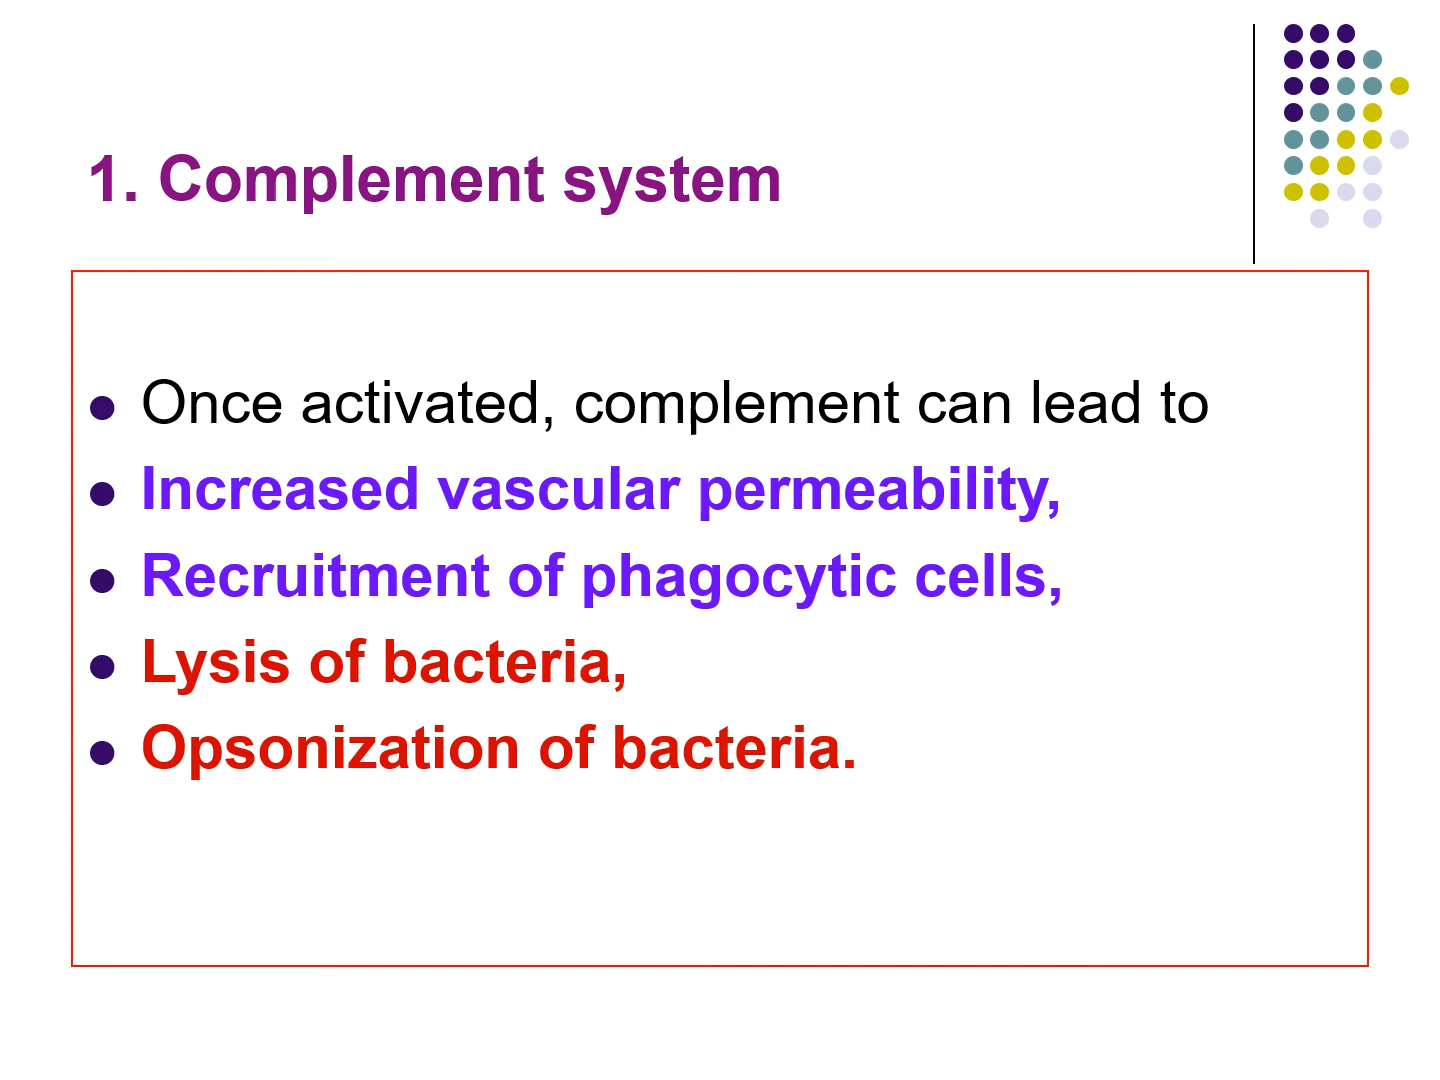 1. Complement system
● Once activated, complement can lead to
● Increased vascular permeability,
● Recruitment of phagocytic cells,
● Lysis of bacteria,
● Opsonization of bacteria.